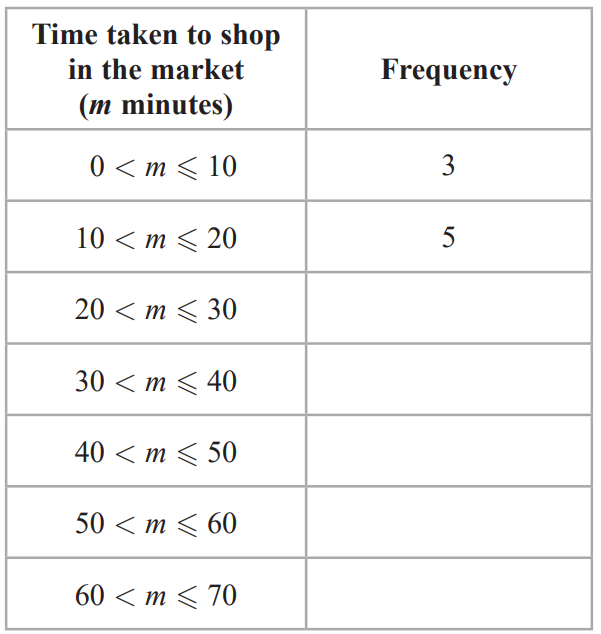 Time taken to shop
in the market
(m minutes)
Frequency
0 < m ⩽ 10
3
10 < m ⩽ 20
5
20 < m ⩽ 30
30 < m ⩽ 40
40 < m ⩽ 50
50 < m ⩽ 60
60 < m ⩽ 70